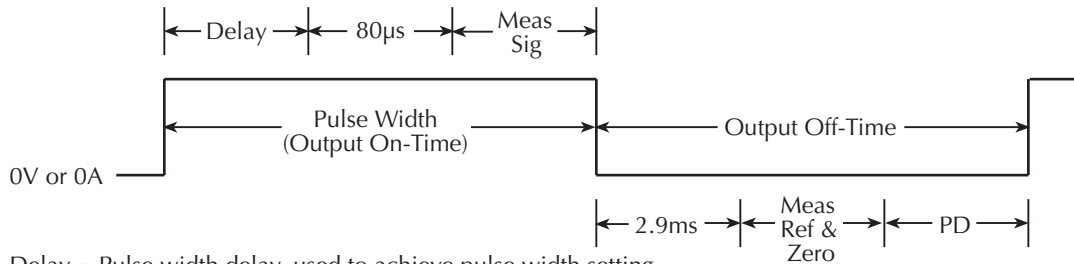 Delay
80µs
Meas
Sig
Pulse Width
(Output On-Time)
Output Off-Time
0V or 0A
2.9ms
Meas
Ref &
Zero
PD
Delay = Pulse width delay, used to achieve pulse width setting